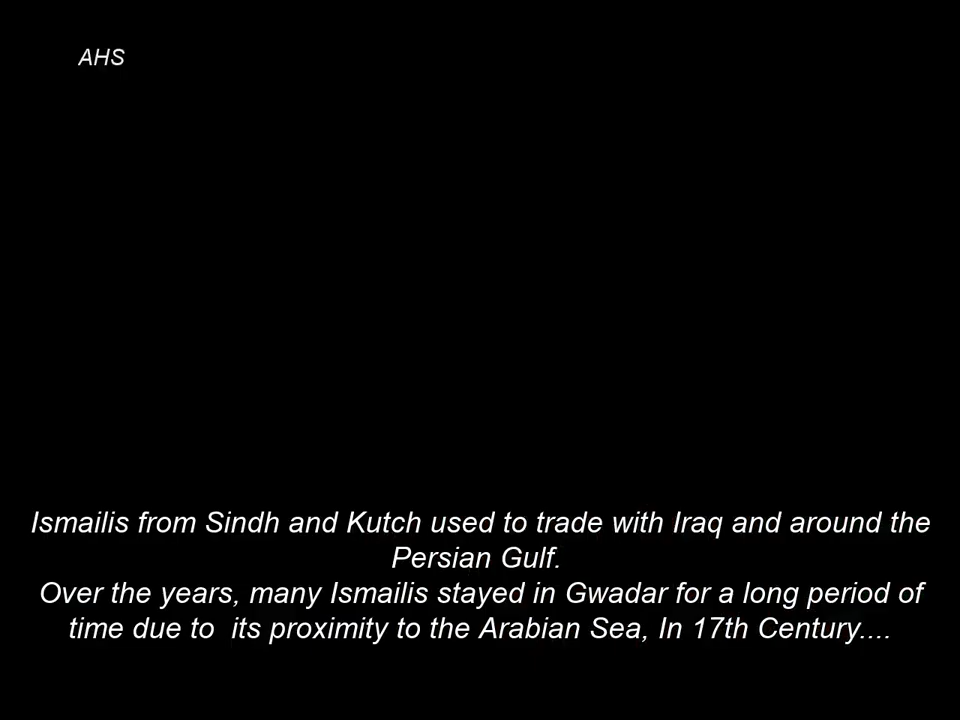 AHS
Ismailis from Sindh and Kutch used to trade with Iraq and around the
Persian Gulf.
Over the years, many Ismailis stayed in Gwadar for a long period of
time due to  its proximity to the Arabian Sea, In 17th Century....